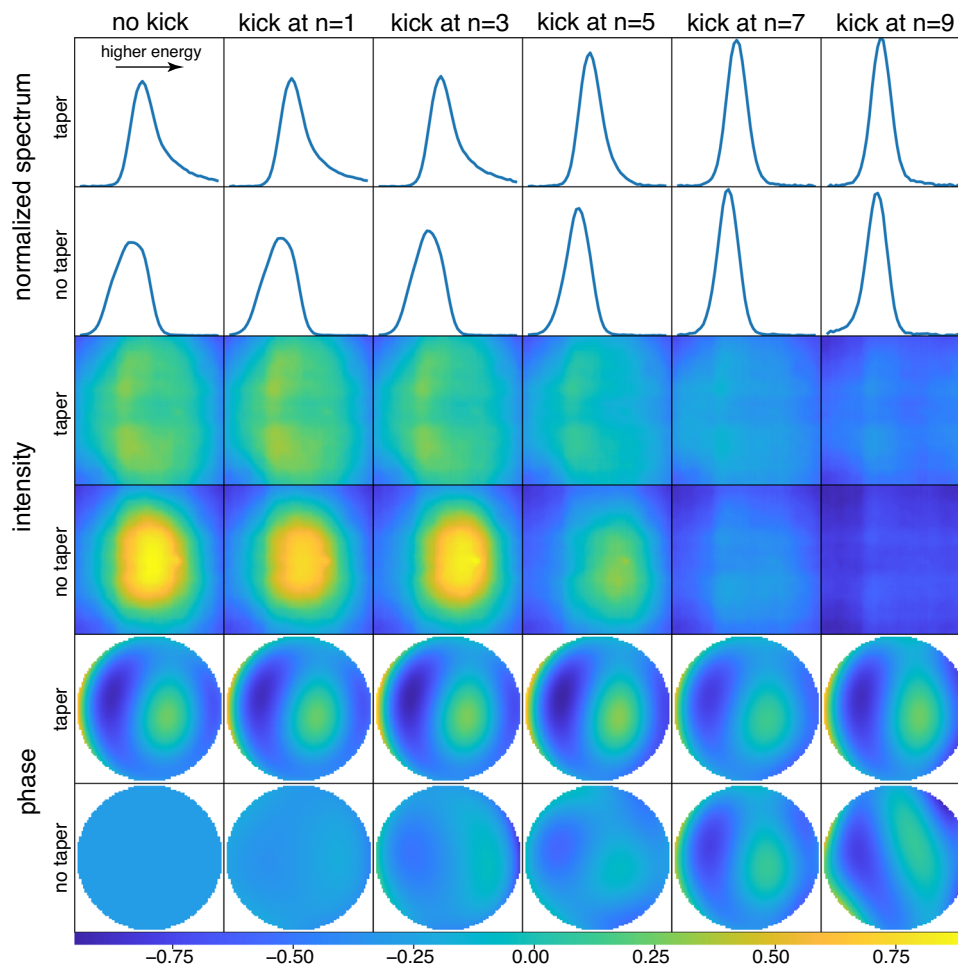 no kick kick at n=1 kick at n=3 kick at n=5 kick at n=7 kick at n=9
higher energy
normalized spectrum
taper
no taper
intensity
taper
no taper
phase
taper
no taper
−0.75 −0.50 −0.25 0.00 0.25 0.50 0.75